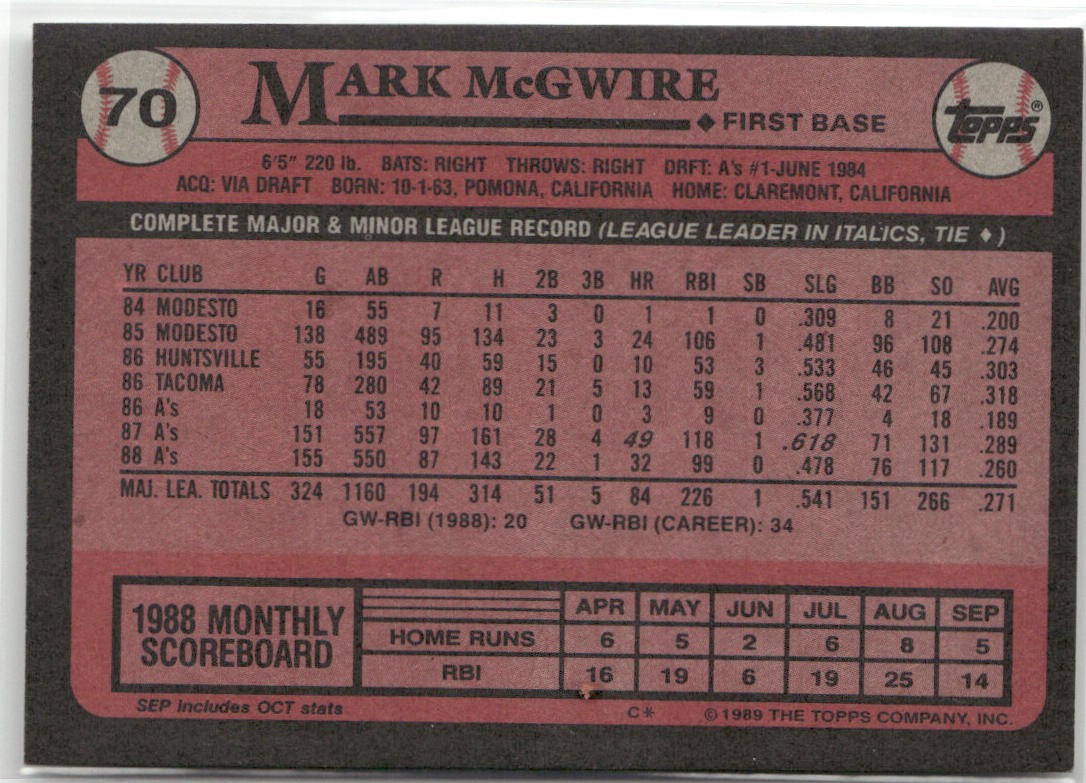 70
MARK McGWIRE
◆ FIRST BASE
TOPPS®
6'5" 220 lb. BATS: RIGHT THROWS: RIGHT DRFT: A's #1-JUNE 1984
ACQ: VIA DRAFT BORN: 10-1-63, POMONA, CALIFORNIA HOME: CLAREMONT, CALIFORNIA
COMPLETE MAJOR & MINOR LEAGUE RECORD (LEAGUE LEADER IN ITALICS, TIE ♦)
YR CLUB G AB R H 2B 3B HR RBI SB SLG BB SO AVG
84 MODESTO 16 55 7 11 3 0 1 1 0 .309 8 21 .200
85 MODESTO 138 489 95 134 23 3 24 106 1 .481 96 108 .274
86 HUNTSVILLE 55 195 40 59 15 0 10 53 3 .533 46 45 .303
86 TACOMA 78 280 42 89 21 5 13 59 1 .568 42 67 .318
86 A's 18 53 10 10 1 0 3 9 0 .377 4 18 .189
87 A's 151 557 97 161 28 4 49 118 1 .618 71 131 .289
88 A's 155 550 87 143 22 1 32 99 0 .478 76 117 .260
MAJ. LEA. TOTALS 324 1160 194 314 51 5 84 226 1 .541 151 266 .271
GW-RBI (1988): 20 GW-RBI (CAREER): 34
1988 MONTHLY
SCOREBOARD
APR MAY JUN JUL AUG SEP
HOME RUNS 6 5 2 6 8 5
RBI 16 19 6 19 25 14
SEP includes OCT stats
C* ©1989 THE TOPPS COMPANY, INC.